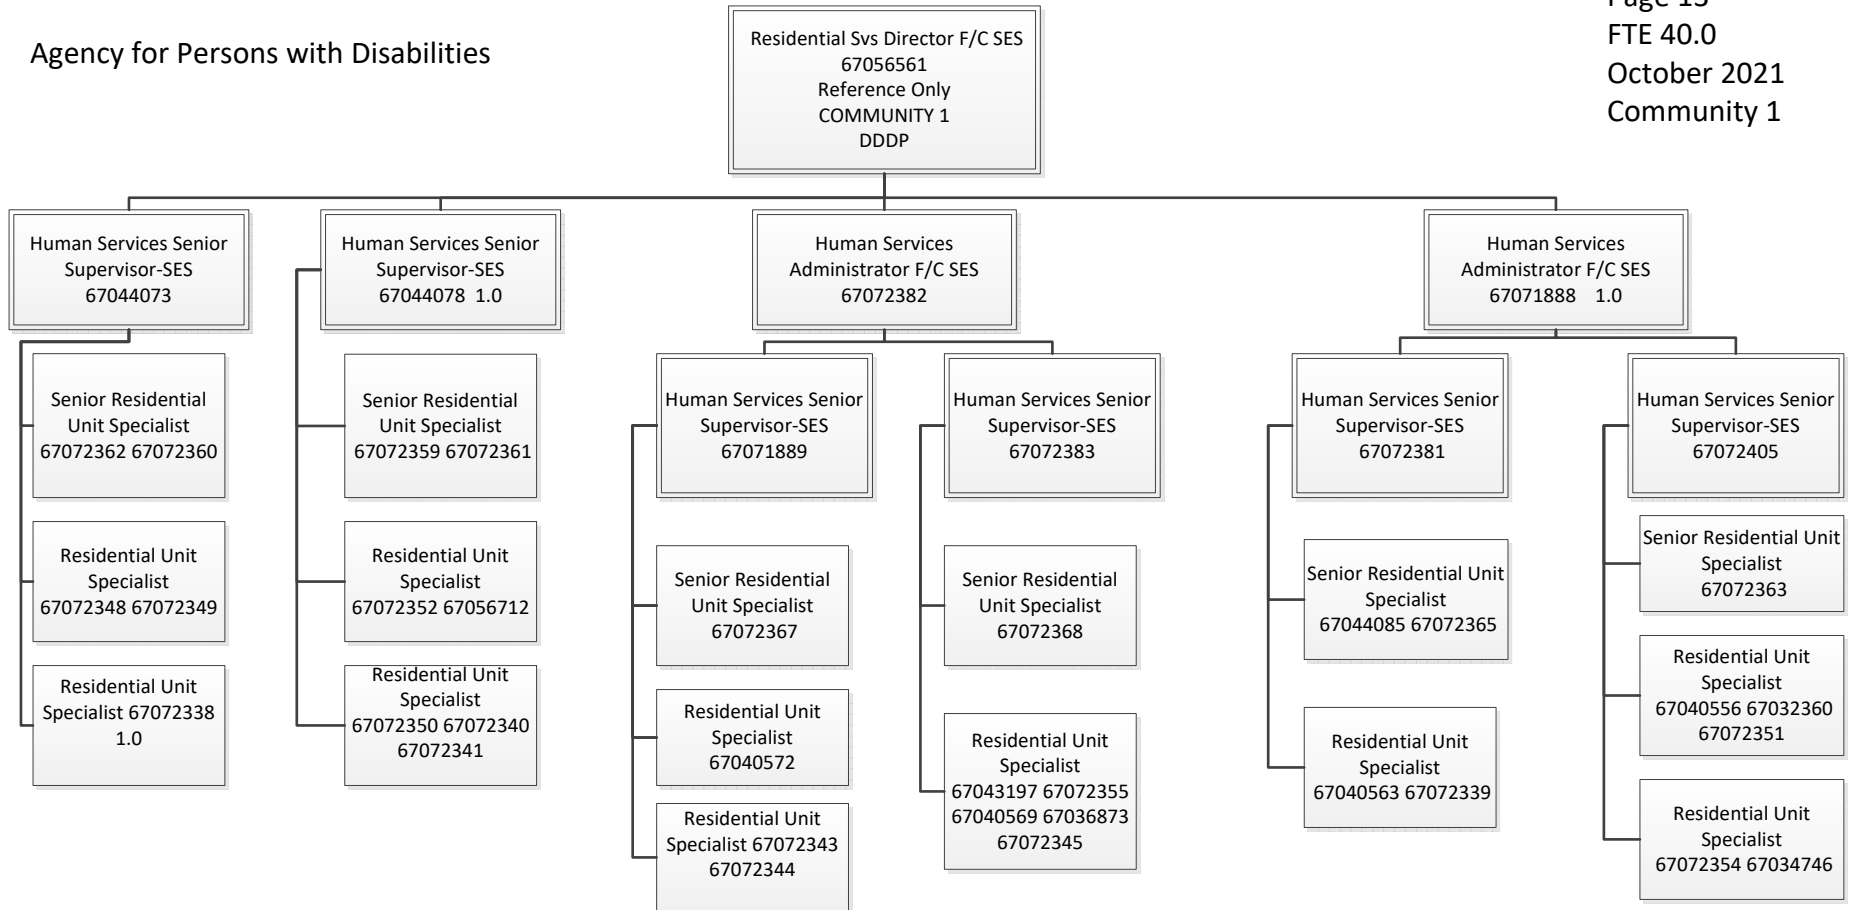 Page 13
FTE 40.0
October 2021
Community 1
Agency for Persons with Disabilities
Residential Svs Director F/C SES
67056561
Reference Only
COMMUNITY 1
DDDP
Human Services Senior
Supervisor-SES
67044073
Human Services Senior
Supervisor-SES
67044078 1.0
Human Services
Administrator F/C SES
67072382
Human Services
Administrator F/C SES
67071888 1.0
Senior Residential
Unit Specialist
67072362 67072360
Residential Unit
Specialist
67072348 67072349
Residential Unit
Specialist 67072338
1.0
Senior Residential
Unit Specialist
67072359 67072361
Residential Unit
Specialist
67072352 67056712
Residential Unit
Specialist
67072350 67072340
67072341
Human Services Senior
Supervisor-SES
67071889
Senior Residential
Unit Specialist
67072367
Residential Unit
Specialist
67040572
Residential Unit
Specialist 67072343
67072344
Human Services Senior
Supervisor-SES
67072383
Senior Residential
Unit Specialist
67072368
Residential Unit
Specialist
67043197 67072355
67040569 67036873
67072345
Human Services Senior
Supervisor-SES
67072381
Senior Residential Unit
Specialist
67044085 67072365
Residential Unit
Specialist
67040563 67072339
Human Services Senior
Supervisor-SES
67072405
Senior Residential Unit
Specialist
67072363
Residential Unit
Specialist
67040556 67032360
67072351
Residential Unit
Specialist
67072354 67034746